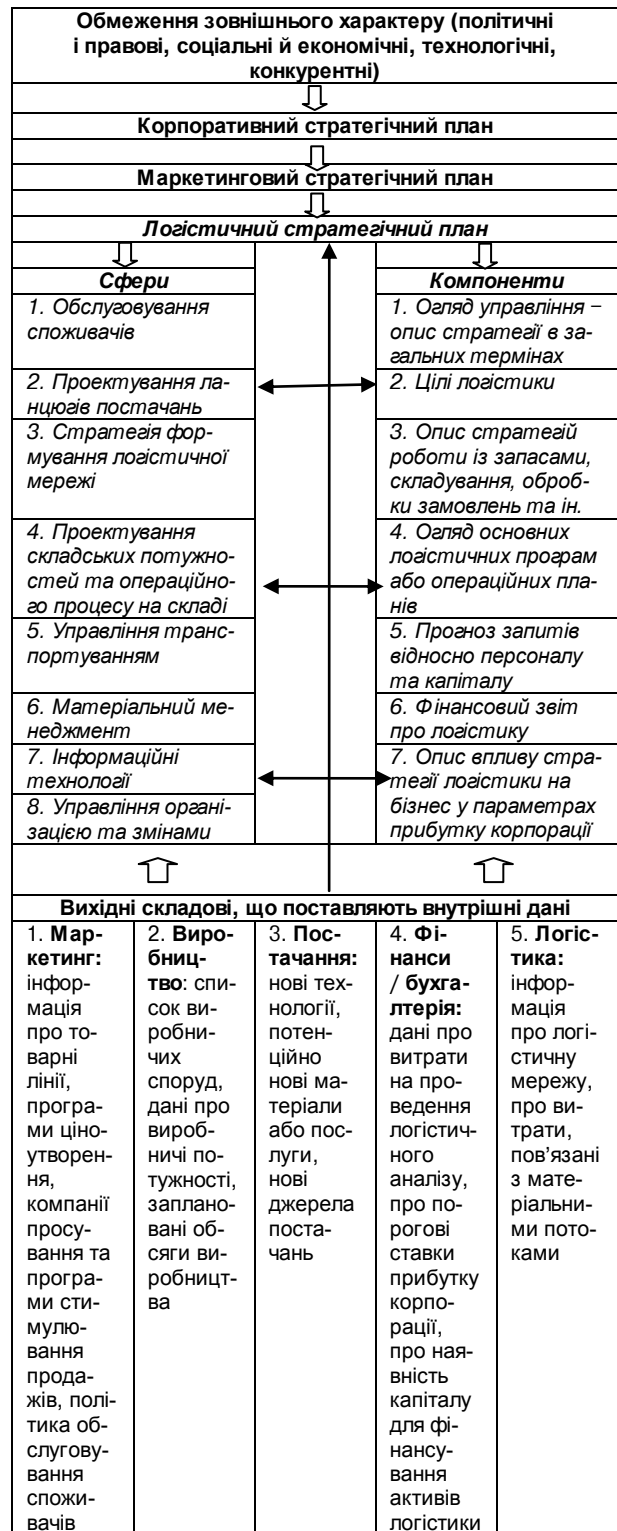 Обмеження зовнішнього характеру (політичні
і правові, соціальні й економічні, технологічні,
конкурентні)
Корпоративний стратегічний план
Маркетинговий стратегічний план
Логістичний стратегічний план
Сфери
1. Обслуговування
споживачів
2. Проектування ла-
нцюгів постачань
3. Стратегія фор-
мування логістичної
мережі
4. Проектування
складських потужно-
стей та операційно-
го процесу на складі
5. Управління транс-
портуванням
6. Матеріальний ме-
неджмент
7. Інформаційні
технології
8. Управління органі-
зацією та змінами
Компоненти
1. Огляд управління –
опис стратегії в за-
гальних термінах
2. Цілі логістики
3. Опис стратегій
роботи із запасами,
складування, оброб-
ки замовлень та ін.
4. Огляд основних
логістичних програм
або операційних пла-
нів
5. Прогноз запитів
відносно персоналу
та капіталу
6. Фінансовий звіт
про логістику
7. Опис впливу стра-
тегії логістики на
бізнес у параметрах
прибутку корпорації
Вихідні складові, що поставляють внутрішні дані
1. Мар-
кетинг:
інфор-
мація
про то-
варні
лінії,
програ-
ми ціно-
утворен-
ня,
компанії
просу-
вання та
програ-
ми сти-
мулю-
вання
прода-
жів, полі-
тика об-
слугову-
вання
спожи-
вачів
2. Виро-
бниц-
тво: спи-
сок ви-
робни-
чих
споруд,
дані про
вироб-
ничі по-
тужності,
заплано-
вані об-
сяги ви-
робницт-
ва
3. Пос-
тачання:
нові тех-
нології,
потен-
ційно
нові ма-
теріали
або пос-
луги,
нові
джерела
поста-
чань
4. Фі-
нанси
/ бухга-
лтерія:
дані про
витрати
на про-
ведення
логістич-
ного
аналізу,
про по-
рогові
ставки
прибутку
корпо-
рації,
про ная-
вність
капіталу
для фі-
нансу-
вання
активів
логістики
5. Логіс-
тика:
інфор-
мація
про логі-
стичну
мережу,
про ви-
трати,
пов’язані
з мате-
ріальни-
ми пото-
ками